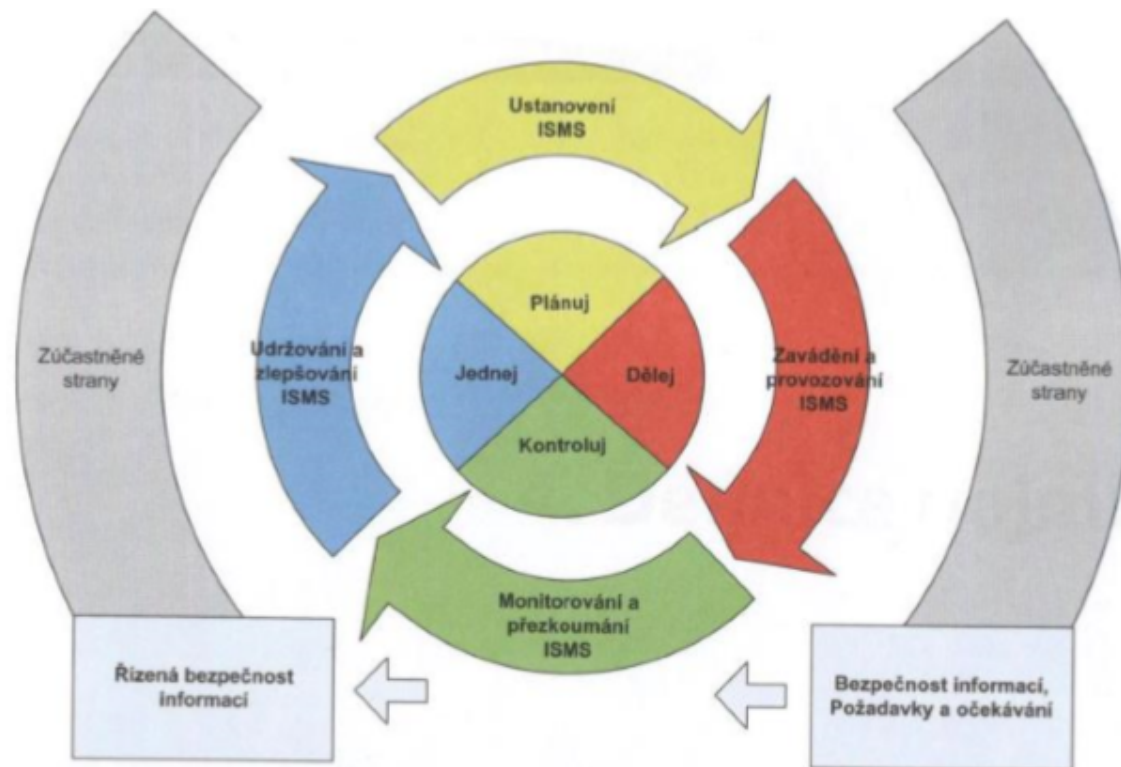 Ustanovení
ISMS
Plánuj
Zúčastněné
strany
Udržování a
zlepšování
ISMS
Jednej
Dělej
Zavádění a
provozování
ISMS
Zúčastněné
strany
Kontroluj
Monitorování a
přezkoumání
ISMS
Řízená bezpečnost
informací
Bezpečnost informací,
Požadavky a očekávání